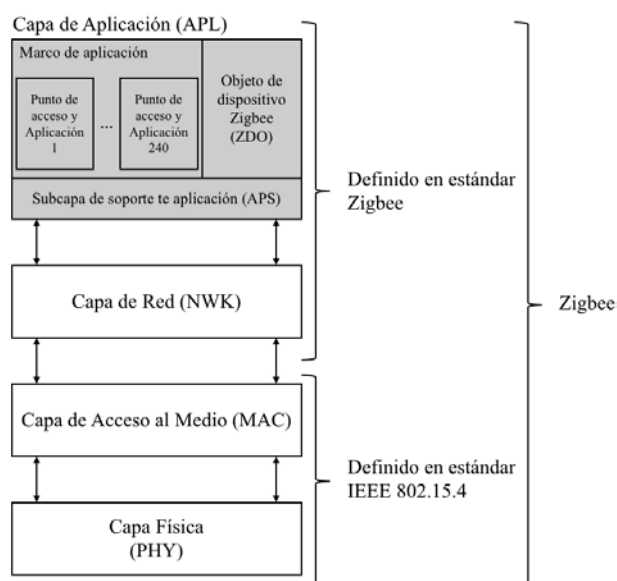 Capa de Aplicación (APL)
Marco de aplicación
Punto de
acceso y
Aplicación
1
...
Punto de
acceso y
Aplicación
240
Objeto de
dispositivo
Zigbee
(ZDO)
Subcapa de soporte te aplicación (APS)
Definido en estándar
Zigbee
Capa de Red (NWK)
Zigbee
Capa de Acceso al Medio (MAC)
Definido en estándar
IEEE 802.15.4
Capa Física
(PHY)